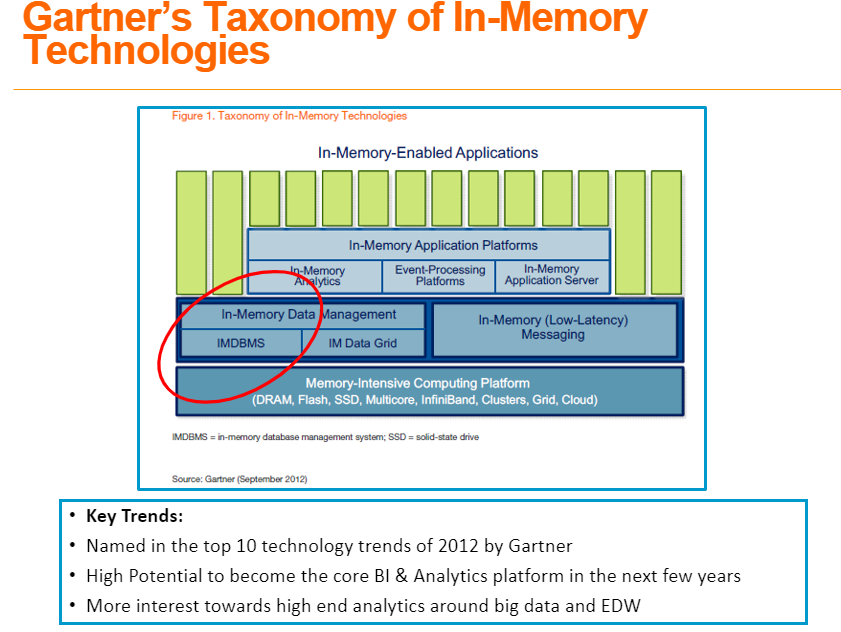 Gartner's Taxonomy of In-Memory
Technologies
Figure 1. Taxonomy of In-Memory Technologies
In-Memory-Enabled Applications
In-Memory Application Platforms
In-Memory
Analytics
Event-Processing
Platforms
In-Memory
Application Server
In-Memory Data Management
IMDBMS
IM Data Grid
In-Memory (Low-Latency)
Messaging
Memory-Intensive Computing Platform
(DRAM, Flash, SSD, Multicore, InfiniBand, Clusters, Grid, Cloud)
IMDBMS = in-memory database management system; SSD = solid-state drive
Source: Gartner (September 2012)
• Key Trends:
• Named in the top 10 technology trends of 2012 by Gartner
• High Potential to become the core BI & Analytics platform in the next few years
• More interest towards high end analytics around big data and EDW